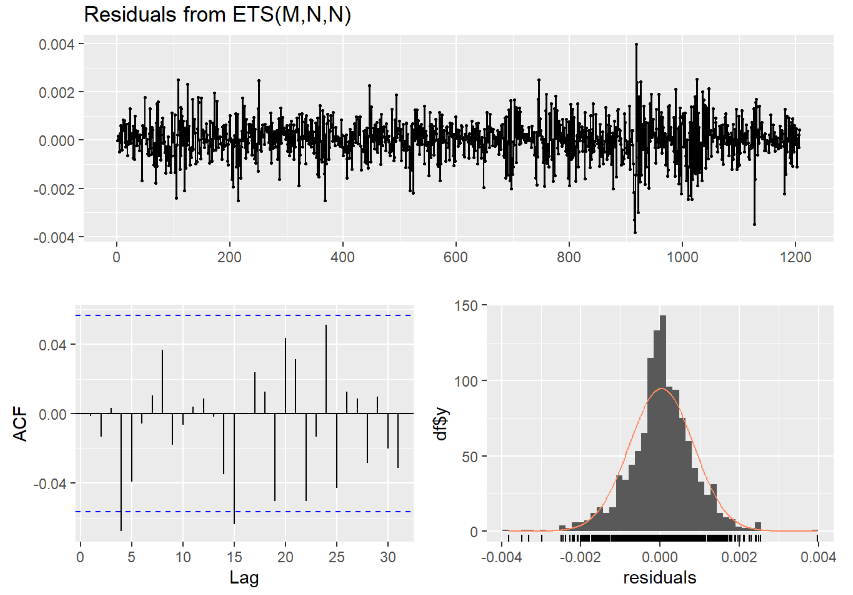 Residuals from ETS(M,N,N)
0.004
0.002
0.000
-0.002
-0.004
0 200 400 600 800 1000 1200
0.04
0.00
-0.04
ACF
0 5 10 15 20 25 30
Lag
150
100
50
0
df$y
-0.004 -0.002 0.000 0.002 0.004
residuals